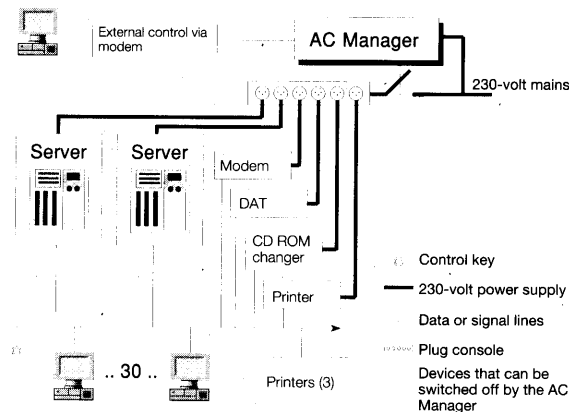 External control via
modem
AC Manager
230-volt mains
Server
Server
Modem
DAT
CD ROM
changer
Printer
Control key
230-volt power supply
Data or signal lines
Plug console
Devices that can be
switched off by the AC
Manager
.. 30 ..
Printers (3)